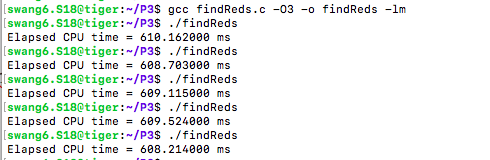 [swang6.S18@tiger:~/P3$ gcc findReds.c -O3 -o findReds -lm
[swang6.S18@tiger:~/P3$ ./findReds
Elapsed CPU time = 610.162000 ms
[swang6.S18@tiger:~/P3$ ./findReds
Elapsed CPU time = 608.703000 ms
[swang6.S18@tiger:~/P3$ ./findReds
Elapsed CPU time = 609.115000 ms
[swang6.S18@tiger:~/P3$ ./findReds
Elapsed CPU time = 609.524000 ms
[swang6.S18@tiger:~/P3$ ./findReds
Elapsed CPU time = 608.214000 ms